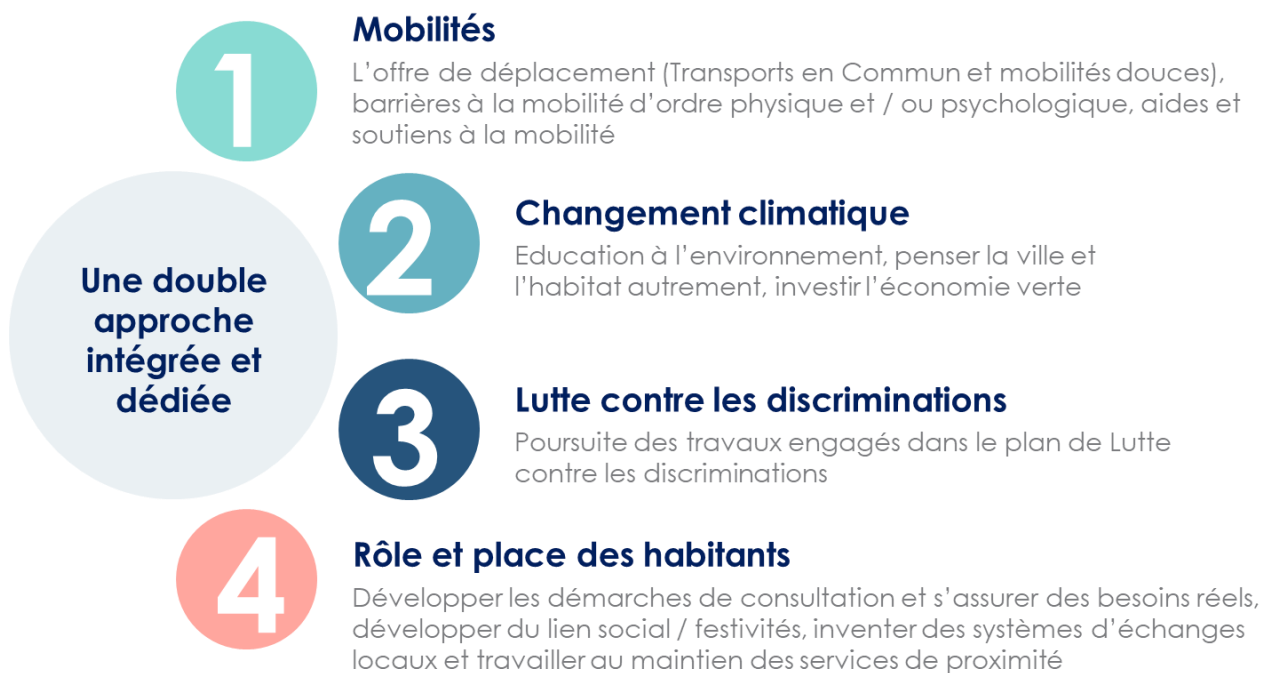 1
Mobilités
L'offre de déplacement (Transports en Commun et mobilités douces),
barrières à la mobilité d'ordre physique et / ou psychologique, aides et
soutiens à la mobilité
Une double
approche
intégrée et
dédiée
2
Changement climatique
Education à l'environnement, penser la ville et
l'habitat autrement, investir l'économie verte
3
Lutte contre les discriminations
Poursuite des travaux engagés dans le plan de Lutte
contre les discriminations
4
Rôle et place des habitants
Développer les démarches de consultation et s'assurer des besoins réels,
développer du lien social / festivités, inventer des systèmes d'échanges
locaux et travailler au maintien des services de proximité